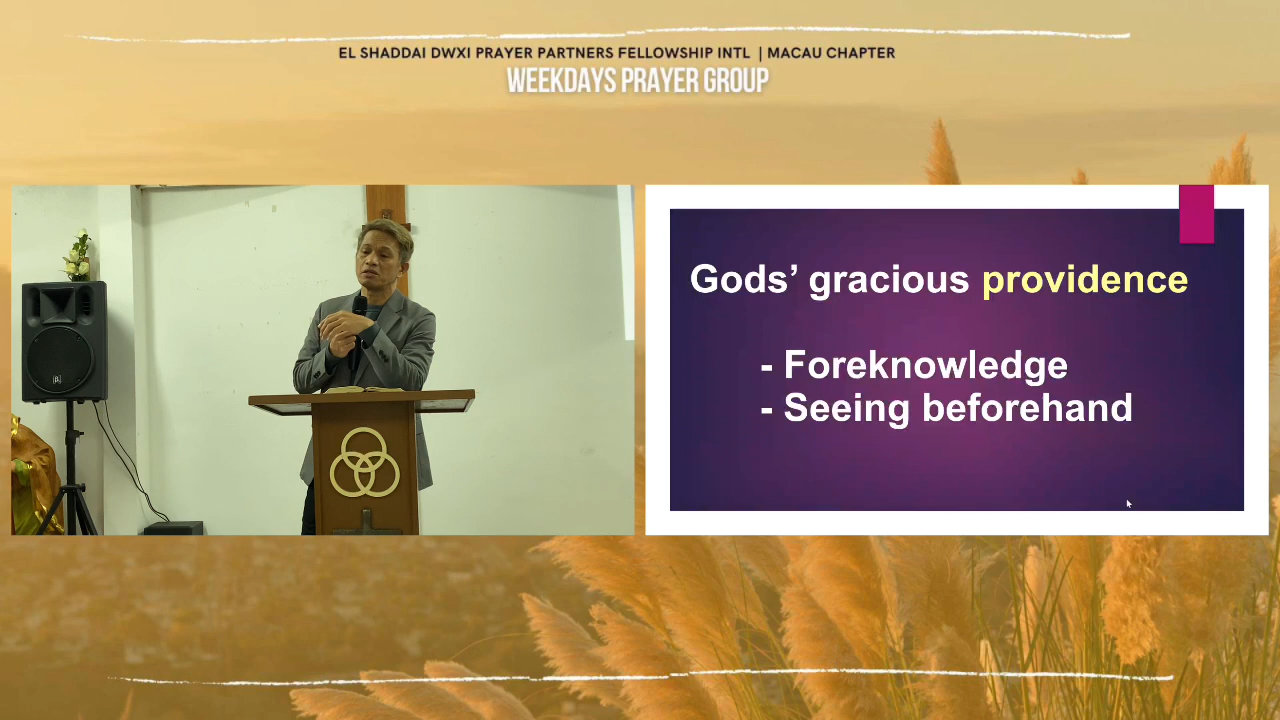 EL SHADDAI DWXI PRAYER PARTNERS FELLOWSHIP INTL | MACAU CHAPTER
WEEKDAYS PRAYER GROUP
Gods’ gracious providence
- Foreknowledge
- Seeing beforehand